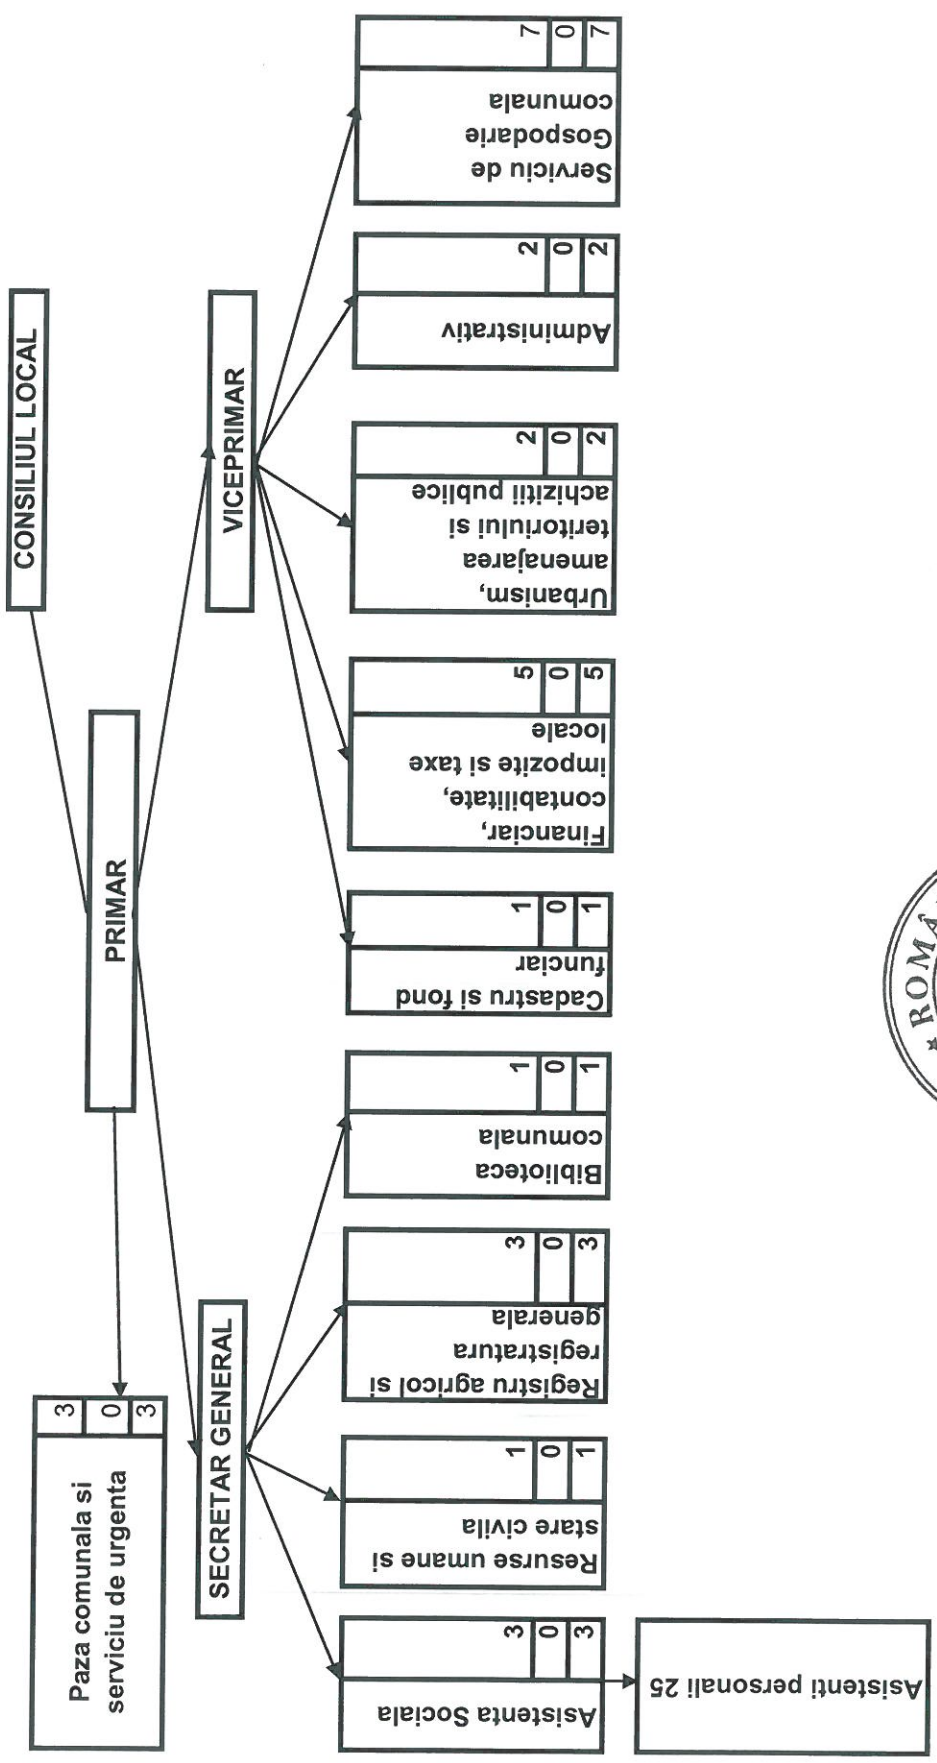 CONSILIUL LOCAL
PRIMAR
Paza comunala si
serviciu de urgenta
3
0
3
SECRETAR GENERAL
VICEPRIMAR
Asistenta Sociala
3
0
3
Resurse umane si
stare civila
1
0
1
Registru agricol si
registratura
generala
3
0
3
Biblioteca
comunala
1
0
1
Cadastru si fond
funciar
1
0
1
Financiar,
contabilitate,
impozite si taxe
locale
5
0
5
Urbanism,
amenajarea
teritoriului si
achizitii publice
2
0
2
Administrativ
2
0
2
Serviciu de
Gospodarie
comunala
7
0
7
Asistenti personali 25